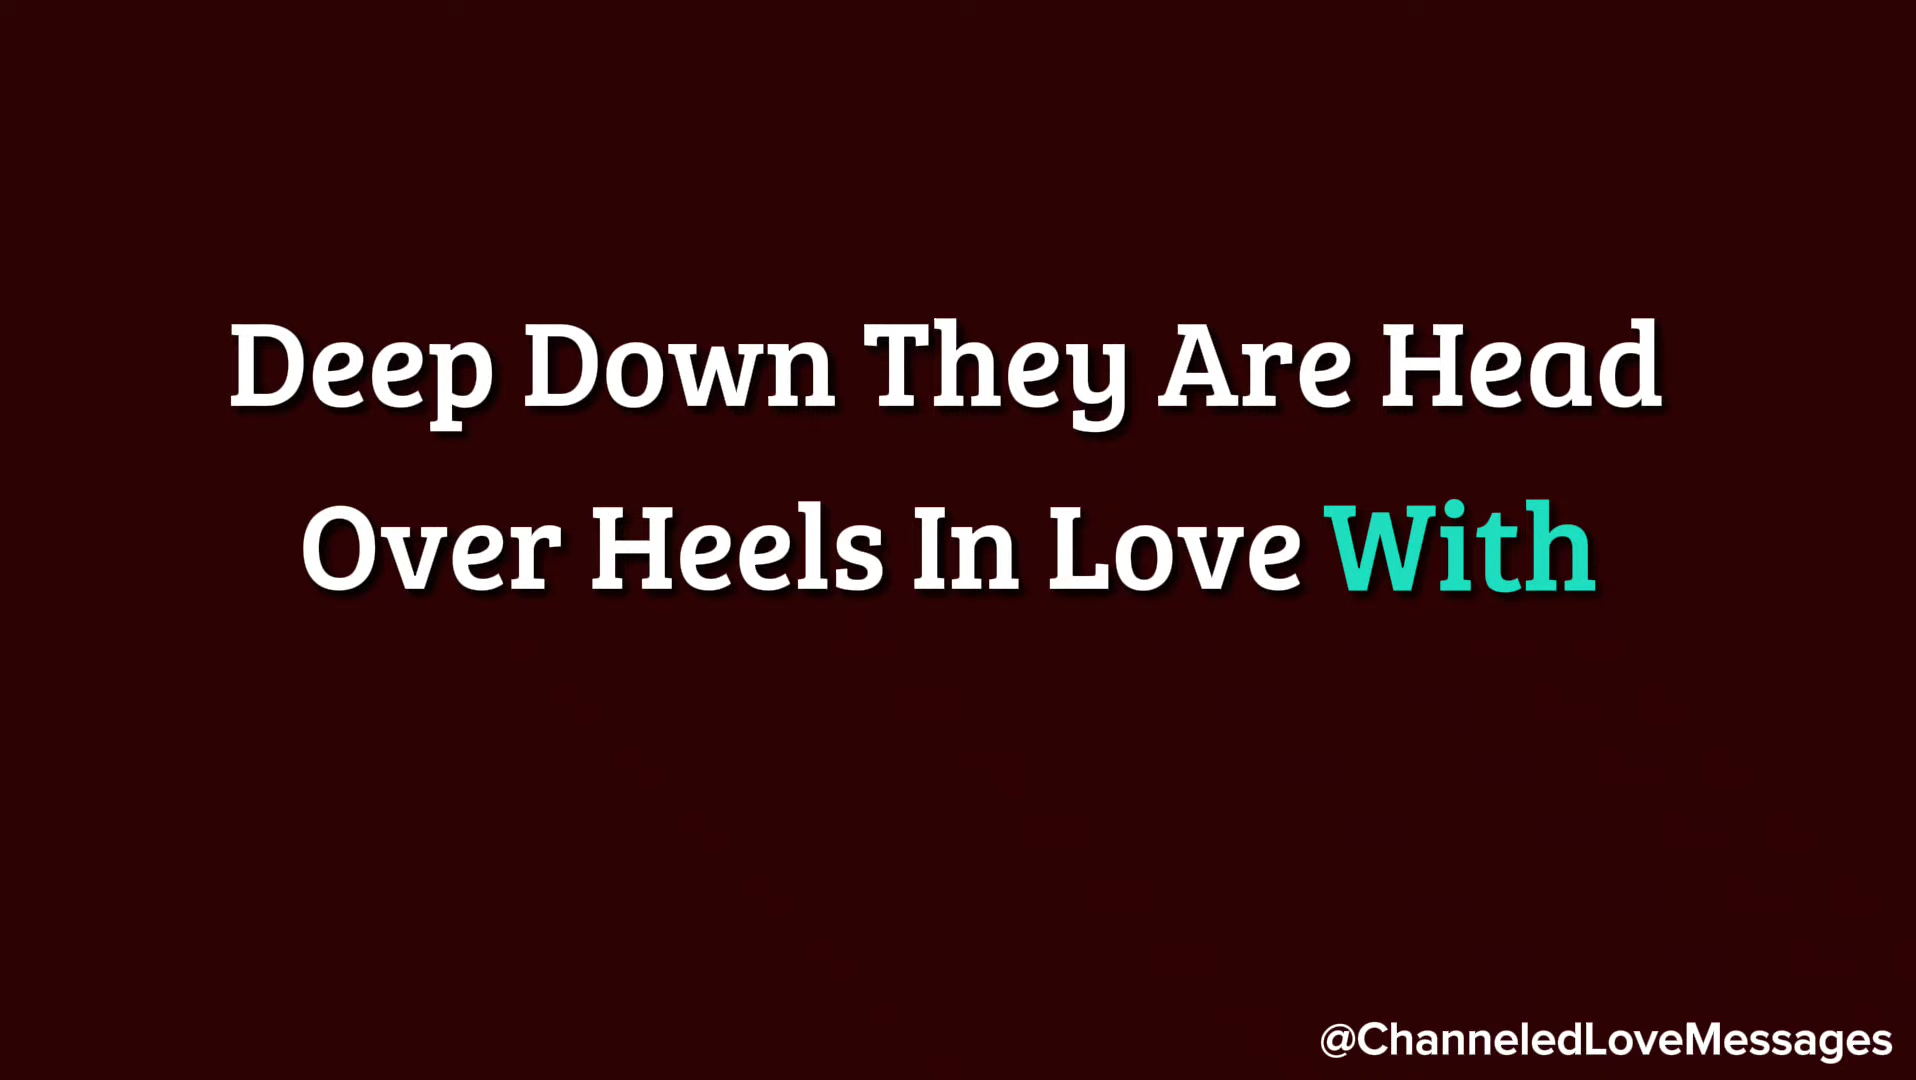 Deep Down They Are Head
Over Heels In Love With
@ChanneledLoveMessages